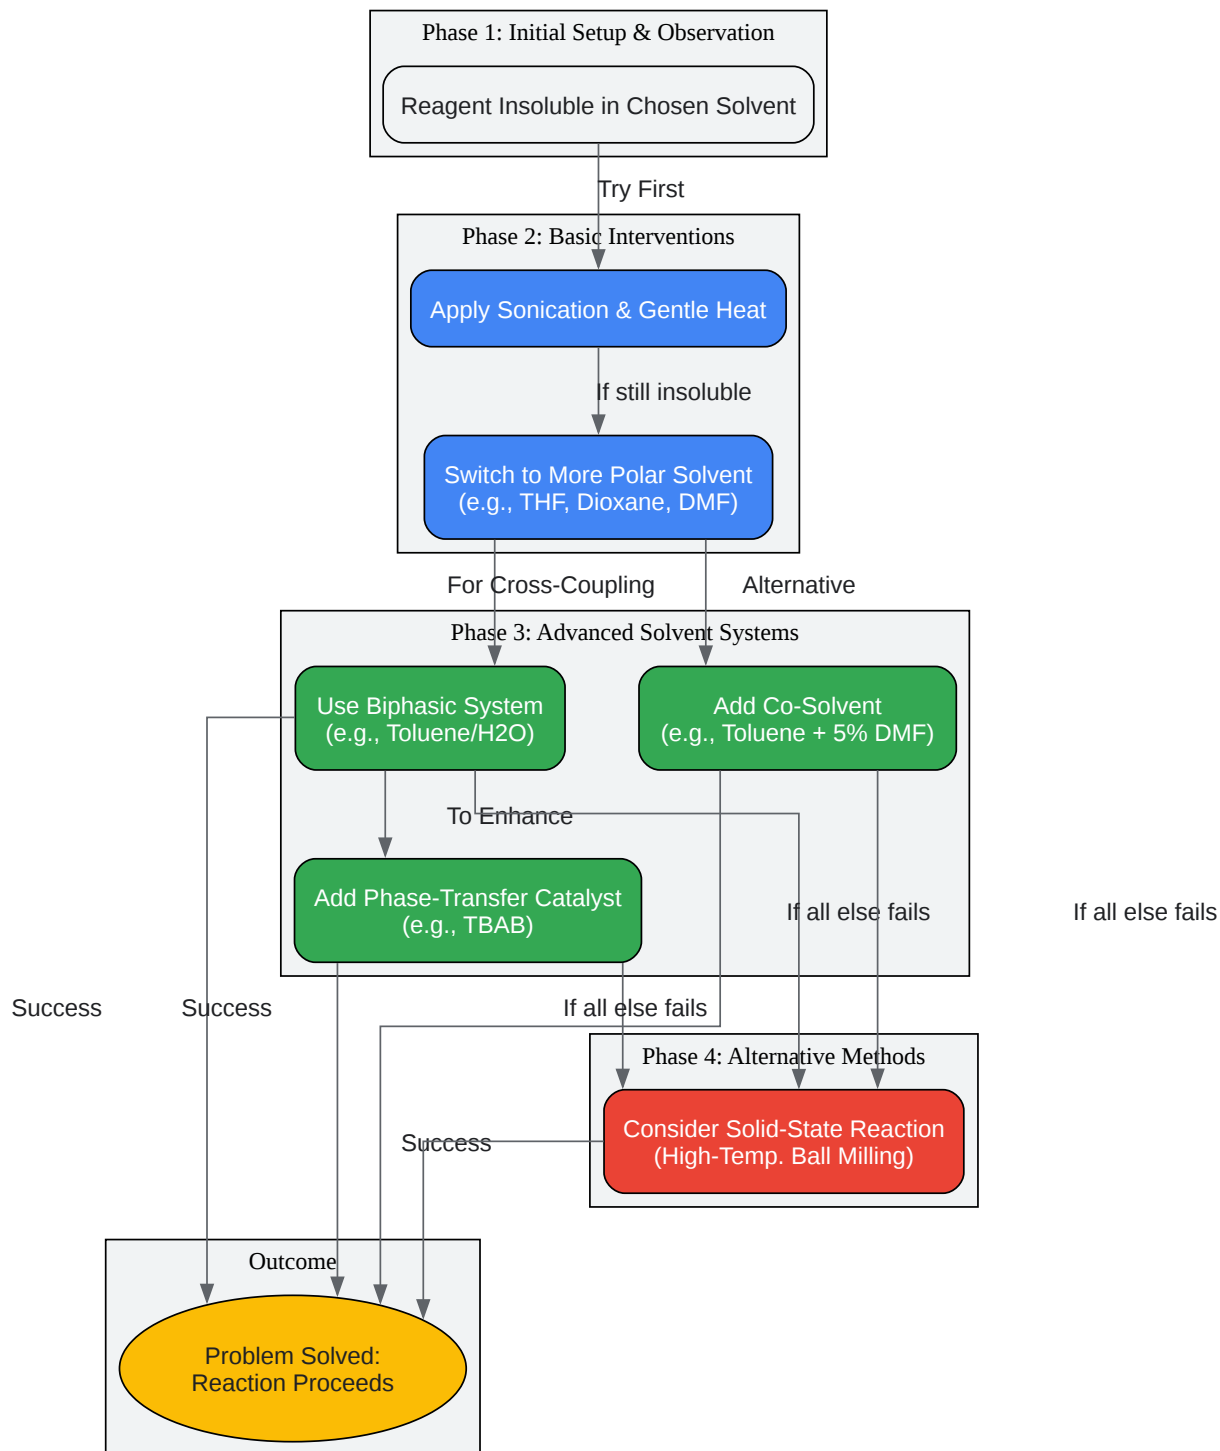 Phase 1: Initial Setup & Observation
Reagent Insoluble in Chosen Solvent
Try First
Phase 2: Basic Interventions
Apply Sonication & Gentle Heat
If still insoluble
Switch to More Polar Solvent
(e.g., THF, Dioxane, DMF)
For Cross-Coupling
Alternative
Phase 3: Advanced Solvent Systems
Use Biphasic System
(e.g., Toluene/H2O)
Add Co-Solvent
(e.g., Toluene + 5% DMF)
To Enhance
Add Phase-Transfer Catalyst
(e.g., TBAB)
If all else fails
If all else fails
Success
Success
If all else fails
Phase 4: Alternative Methods
Consider Solid-State Reaction
(High-Temp. Ball Milling)
Success
Outcome
Problem Solved:
Reaction Proceeds